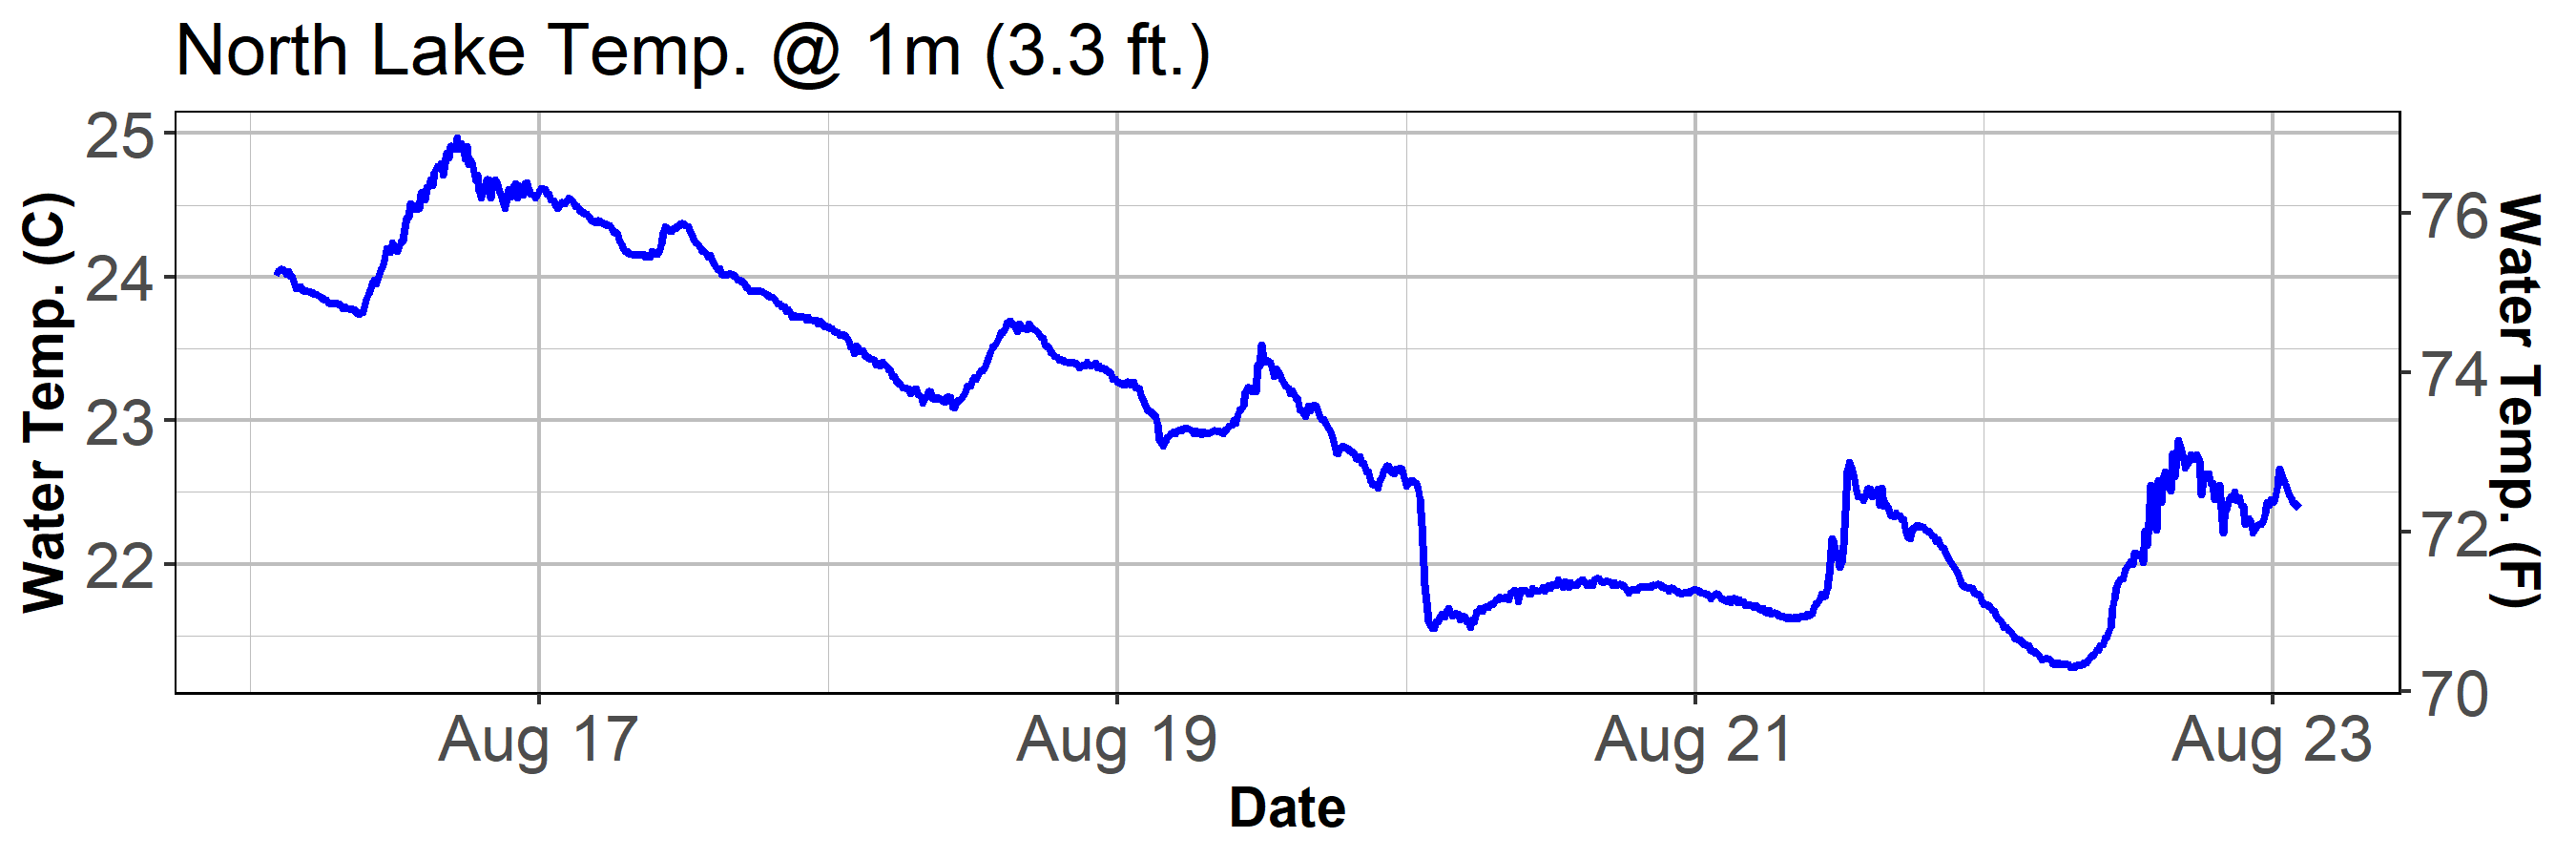 North Lake Temp. @ 1m (3.3 ft.)
Water Temp. (C)
25
24
23
22
76
74
72
70
Water Temp. (F)
Aug 17
Aug 19
Aug 21
Aug 23
Date